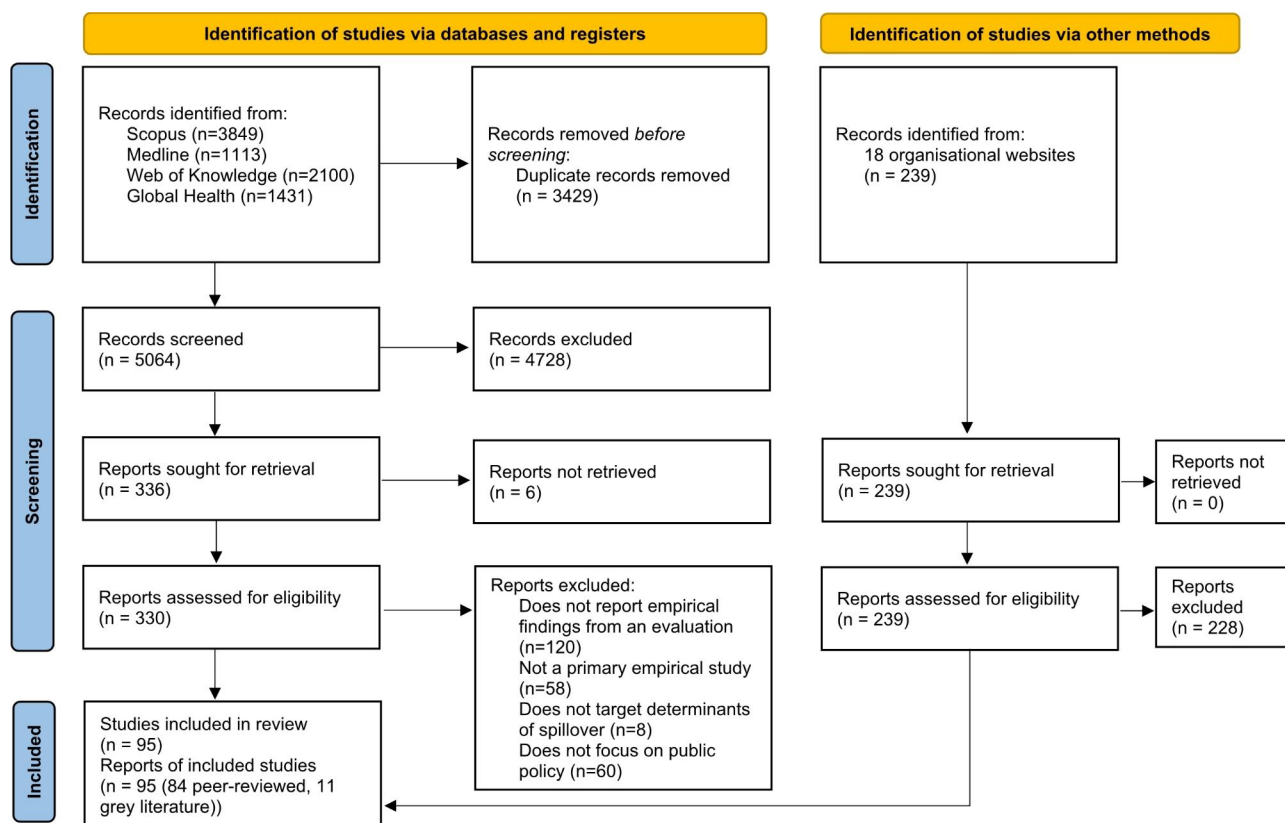 Identification of studies via databases and registers
Identification of studies via other methods
Identification
Records identified from:
Scopus (n=3849)
Medline (n=1113)
Web of Knowledge (n=2100)
Global Health (n=1431)
Records removed before
screening:
Duplicate records removed
(n = 3429)
Records identified from:
18 organisational websites
(n = 239)
Screening
Records screened
(n = 5064)
Records excluded
(n = 4728)
Reports sought for retrieval
(n = 336)
Reports not retrieved
(n = 6)
Reports sought for retrieval
(n = 239)
Reports not
retrieved
(n = 0)
Reports assessed for eligibility
(n = 330)
Reports excluded:
Does not report empirical
findings from an evaluation
(n=120)
Not a primary empirical study
(n=58)
Does not target determinants
of spillover (n=8)
Does not focus on public
policy (n=60)
Reports assessed for eligibility
(n = 239)
Reports
excluded
(n = 228)
Included
Studies included in review
(n = 95)
Reports of included studies
(n = 95 (84 peer-reviewed, 11
grey literature))